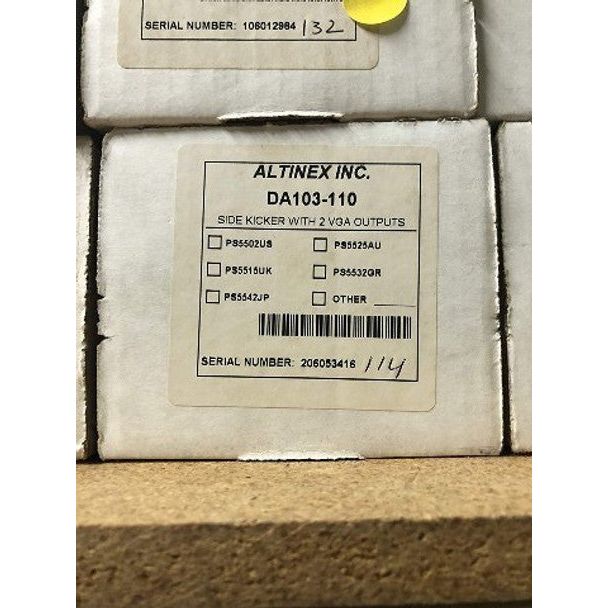 SERIAL NUMBER: 106012984 132
ALTINEX INC.
DA103-110
SIDE KICKER WITH 2 VGA OUTPUTS
PS5502US PS5525AU
PS5515UK PS5532GR
PS5542JP OTHER
SERIAL NUMBER: 206053416 114